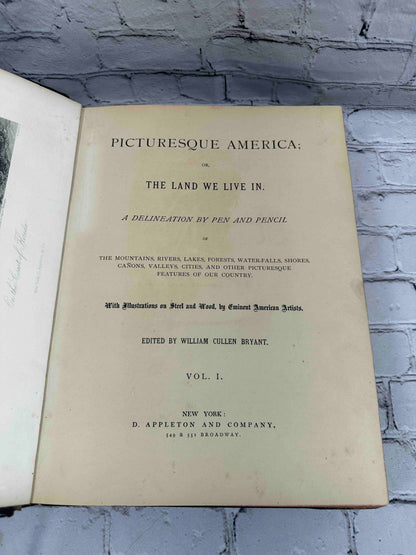 PICTURESQUE AMERICA;
OR,
THE LAND WE LIVE IN.
A DELINEATION BY PEN AND PENCIL
OF
THE MOUNTAINS, RIVERS, LAKES, FORESTS, WATER-FALLS, SHORES,
CAÑONS, VALLEYS, CITIES, AND OTHER PICTURESQUE
FEATURES OF OUR COUNTRY.
With Illustrations on Steel and Wood, by Eminent American Artists.
EDITED BY WILLIAM CULLEN BRYANT.
VOL. I.
NEW YORK:
D. APPLETON AND COMPANY,
549 & 551 BROADWAY.